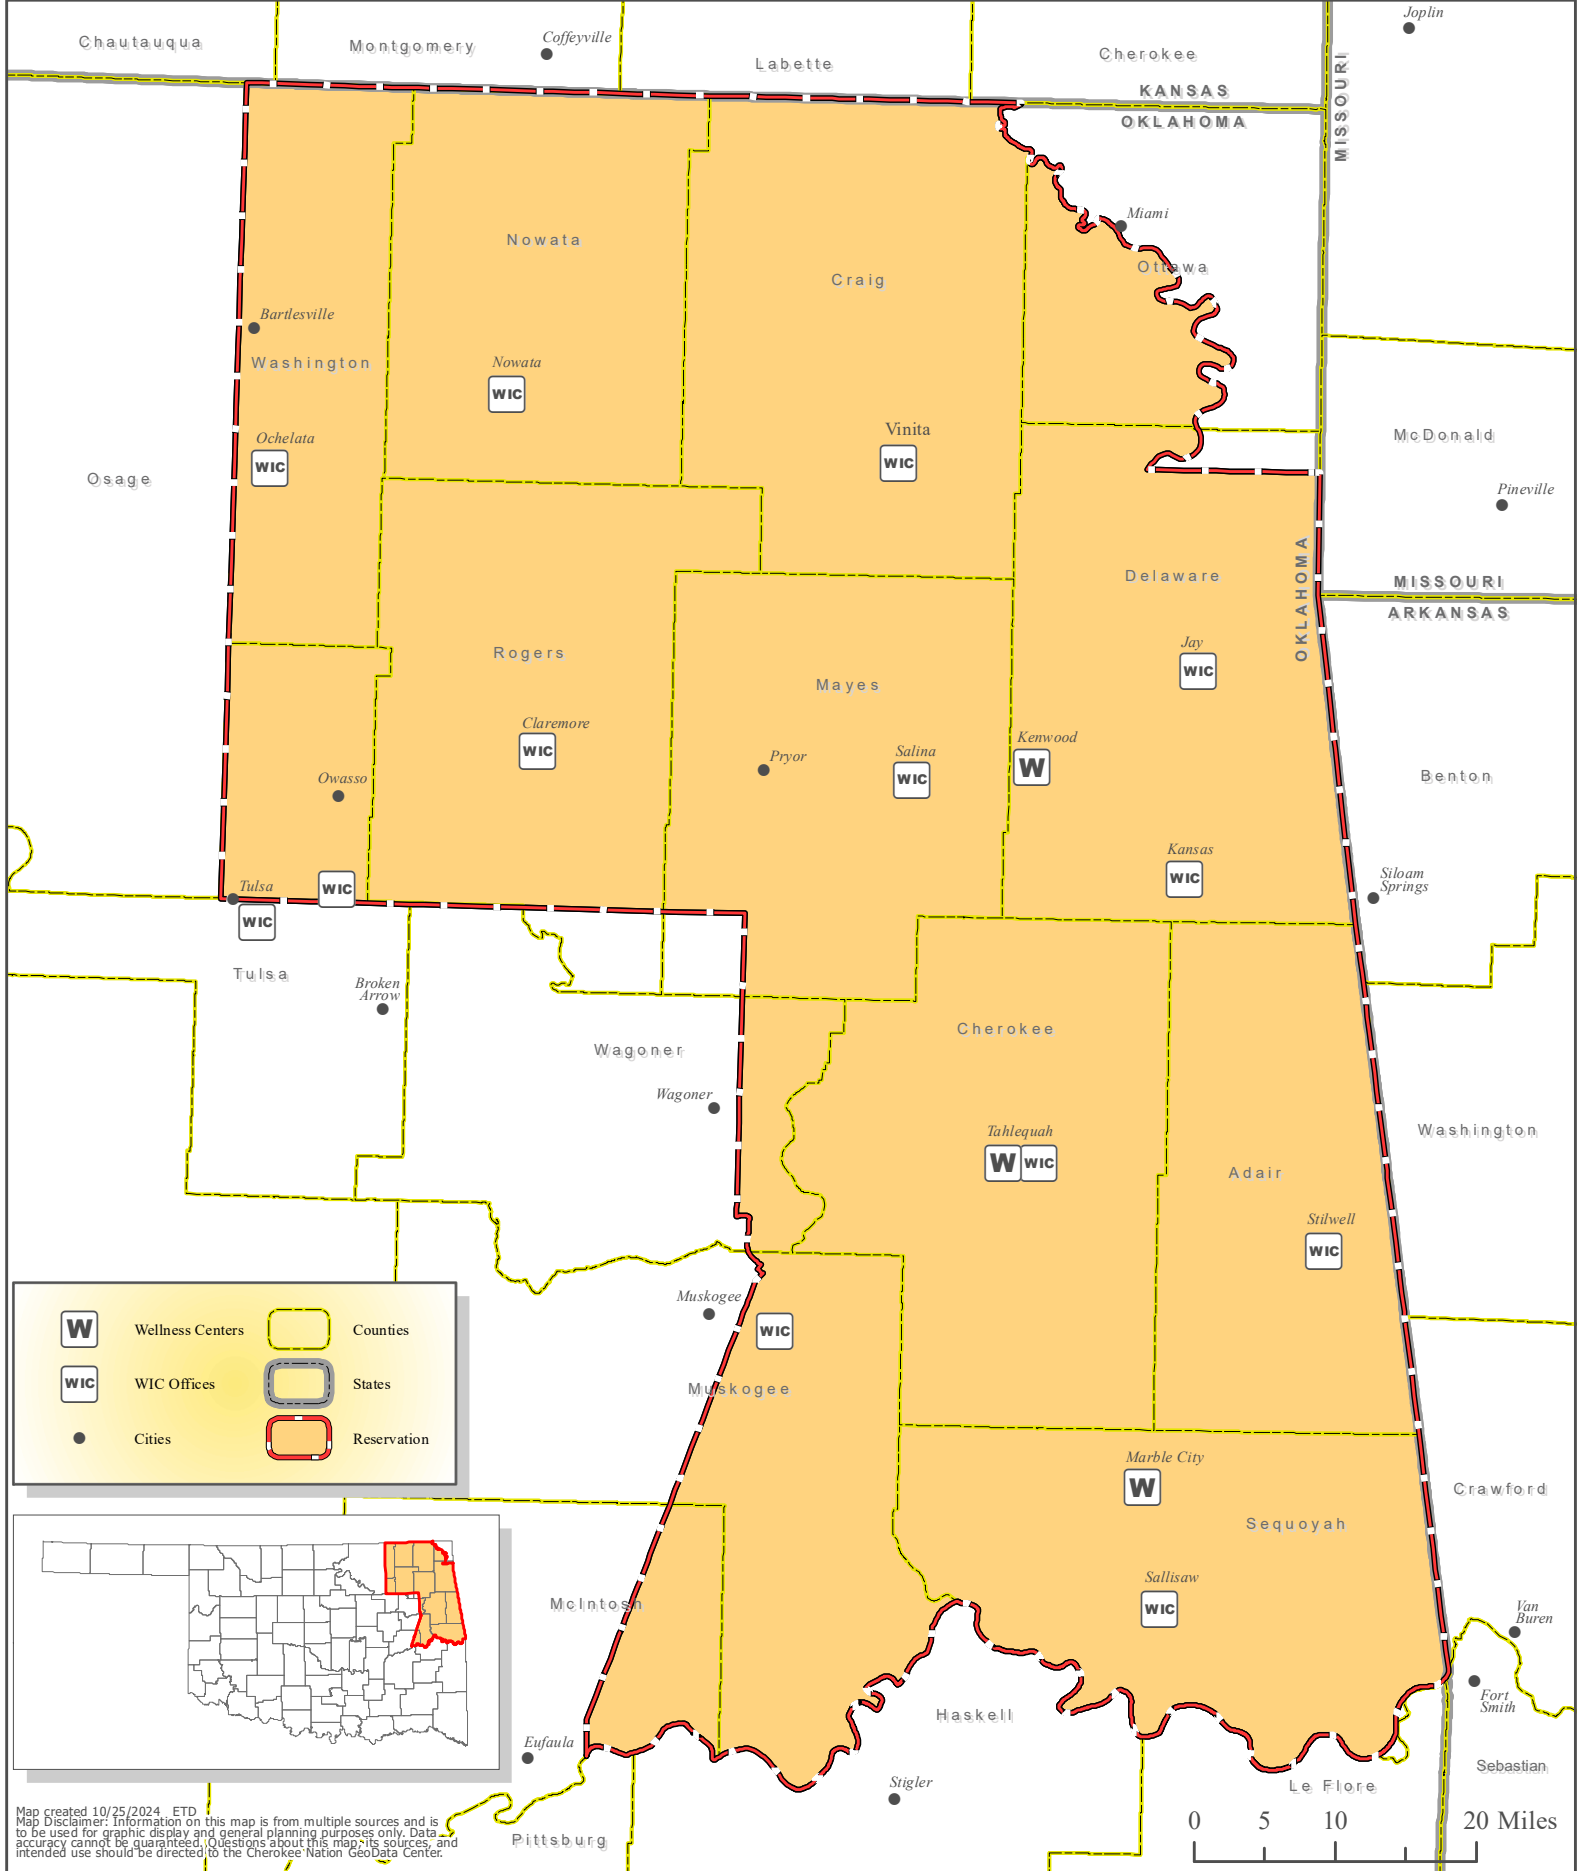 Joplin
Chautauqua
Montgomery
Coffeyville
Labette
Cherokee
KANSAS
OKLAHOMA
MISSOURI
Miami
Nowata
Ottawa
Craig
Bartlesville
Washington
Nowata
WIC
Ochelata
WIC
Vinita
WIC
McDonald
Osage
Pineville
OKLAHOMA
Delaware
MISSOURI
ARKANSAS
Rogers
Jay
WIC
Mayes
Claremore
WIC
Kenwood
W
Salina
WIC
Pryor
Owasso
Benton
Kansas
WIC
Siloam
Springs
Tulsa
WIC
WIC
Tulsa
Broken
Arrow
Cherokee
Wagoner
Wagoner
Tahlequah
W WIC
Washington
Adair
Stilwell
WIC
Muskogee
WIC
Muskogee
W Wellness Centers
Counties
WIC WIC Offices
States
Cities
Reservation
Marble City
W
Crawford
Sequoyah
Sallisaw
WIC
McIntosh
Van
Buren
Fort
Smith
Haskell
Eufaula
Stigler
Sebastian
Le Flore
Pittsburg
0 5 10 20 Miles
Map created 10/25/2024 ETD
Map Disclaimer: Information on this map is from multiple sources and is
to be used for graphic display and general planning purposes only. Data
accuracy cannot be guaranteed. Questions about this map, its sources, and
intended use should be directed to the Cherokee Nation GeoData Center.